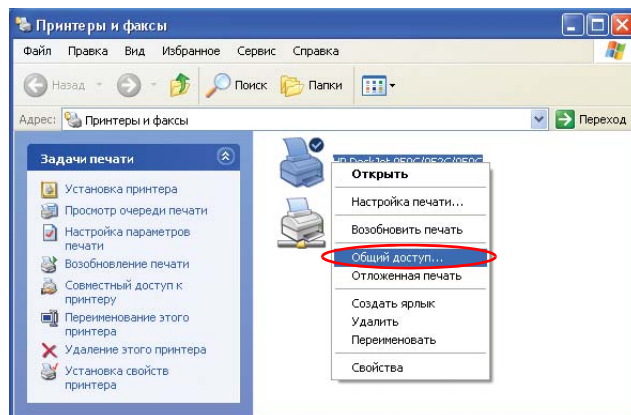 Принтеры и факсы
Файл Правка Вид Избранное Сервис Справка
Назад Поиск Папки
Адрес: Принтеры и факсы Переход
Задачи печати
Установка принтера
Просмотр очереди печати
Настройка параметров
печати
Возобновление печати
Совместный доступ к
принтеру
Переименование этого
принтера
Удаление этого принтера
Установка свойств
принтера
Открыть
Настройка печати...
Возобновить печать
Общий доступ...
Отложенная печать
Создать ярлык
Удалить
Переименовать
Свойства